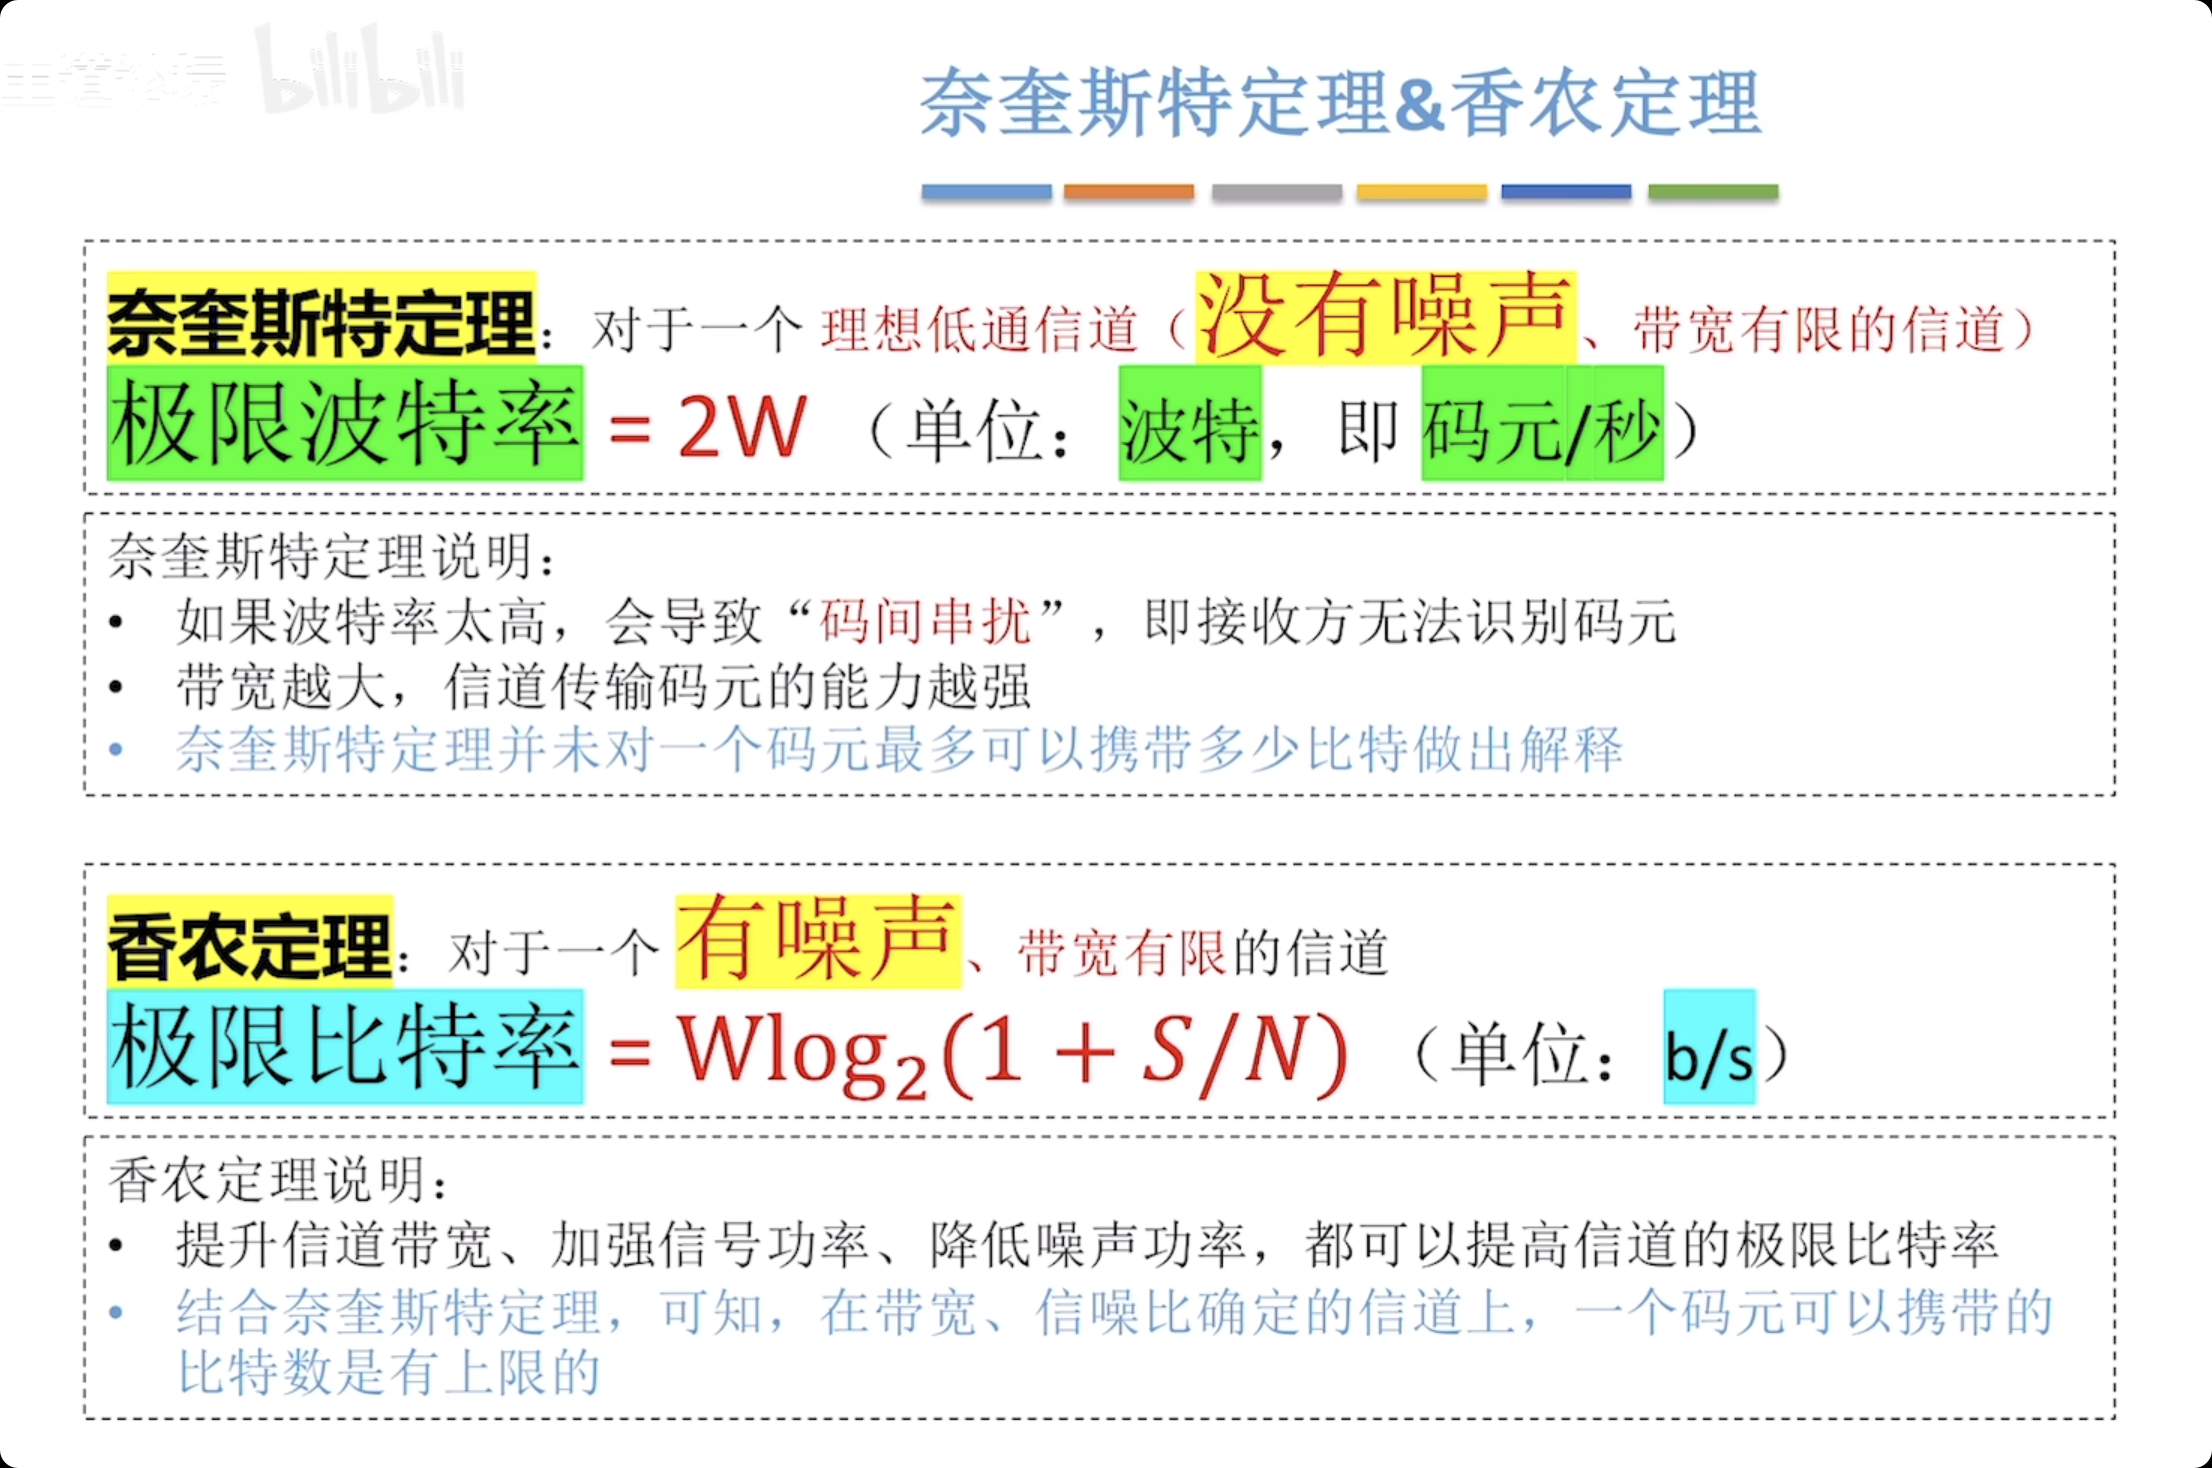 王道论坛 bilibili
奈奎斯特定理&香农定理
奈奎斯特定理：对于一个 理想低通信道（没有噪声、带宽有限的信道）
极限波特率 = 2W （单位：波特，即 码元/秒）
奈奎斯特定理说明：
• 如果波特率太高，会导致“码间串扰”，即接收方无法识别码元
• 带宽越大，信道传输码元的能力越强
• 奈奎斯特定理并未对一个码元最多可以携带多少比特做出解释
香农定理：对于一个 有噪声、带宽有限的信道
极限比特率 = Wlog₂(1 + S/N) （单位：b/s）
香农定理说明：
• 提升信道带宽、加强信号功率、降低噪声功率，都可以提高信道的极限比特率
• 结合奈奎斯特定理，可知，在带宽、信噪比确定的信道上，一个码元可以携带的
比特数是有上限的